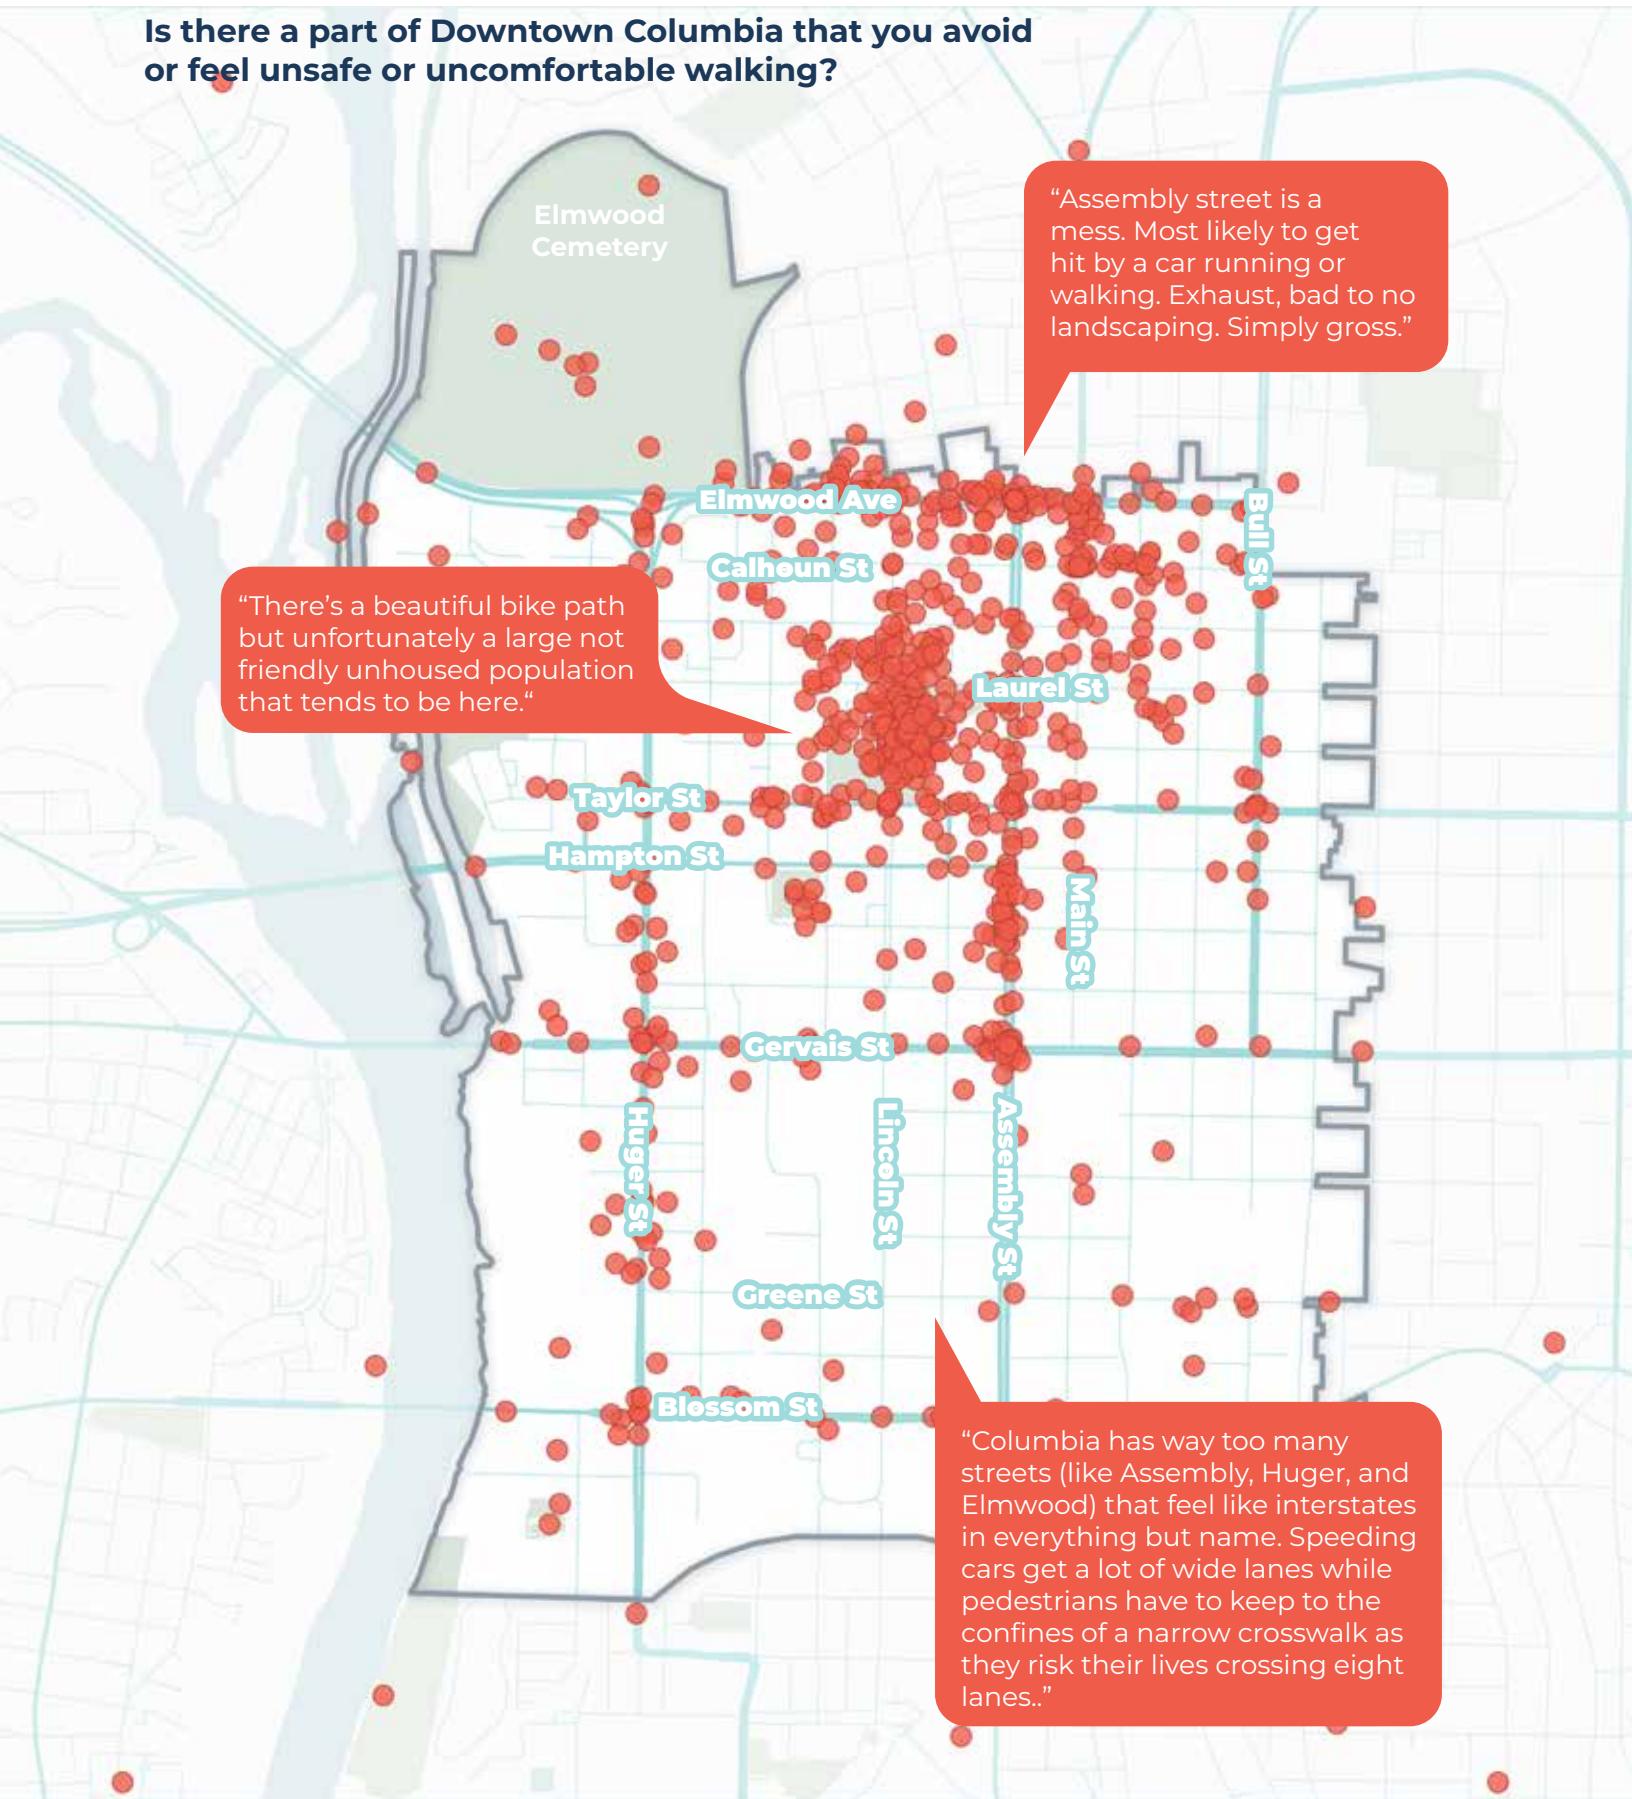 Is there a part of Downtown Columbia that you avoid
or feel unsafe or uncomfortable walking?
“Assembly street is a
mess. Most likely to get
hit by a car running or
walking. Exhaust, bad to no
landscaping. Simply gross.”
Elmwood
Cemetery
Elmwood Ave
Bull St
Calhoun St
“There’s a beautiful bike path
but unfortunately a large not
friendly unhoused population
that tends to be here.“
Laurel St
Taylor St
Hampton St
Main St
Gervais St
Huger St
Lincoln St
Assembly St
Greene St
Blossom St
“Columbia has way too many
streets (like Assembly, Huger, and
Elmwood) that feel like interstates
in everything but name. Speeding
cars get a lot of wide lanes while
pedestrians have to keep to the
confines of a narrow crosswalk as
they risk their lives crossing eight
lanes..”